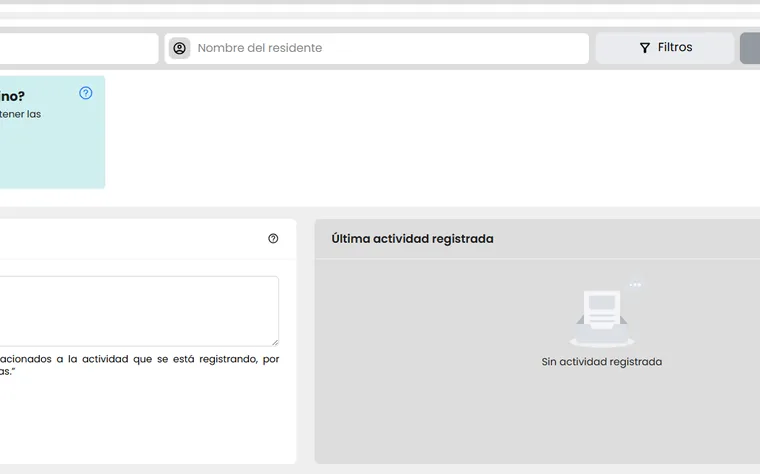 Nombre del residente
Filtros
ino?
tener las
Última actividad registrada
Sin actividad registrada
acionados a la actividad que se está registrando, por
as.”